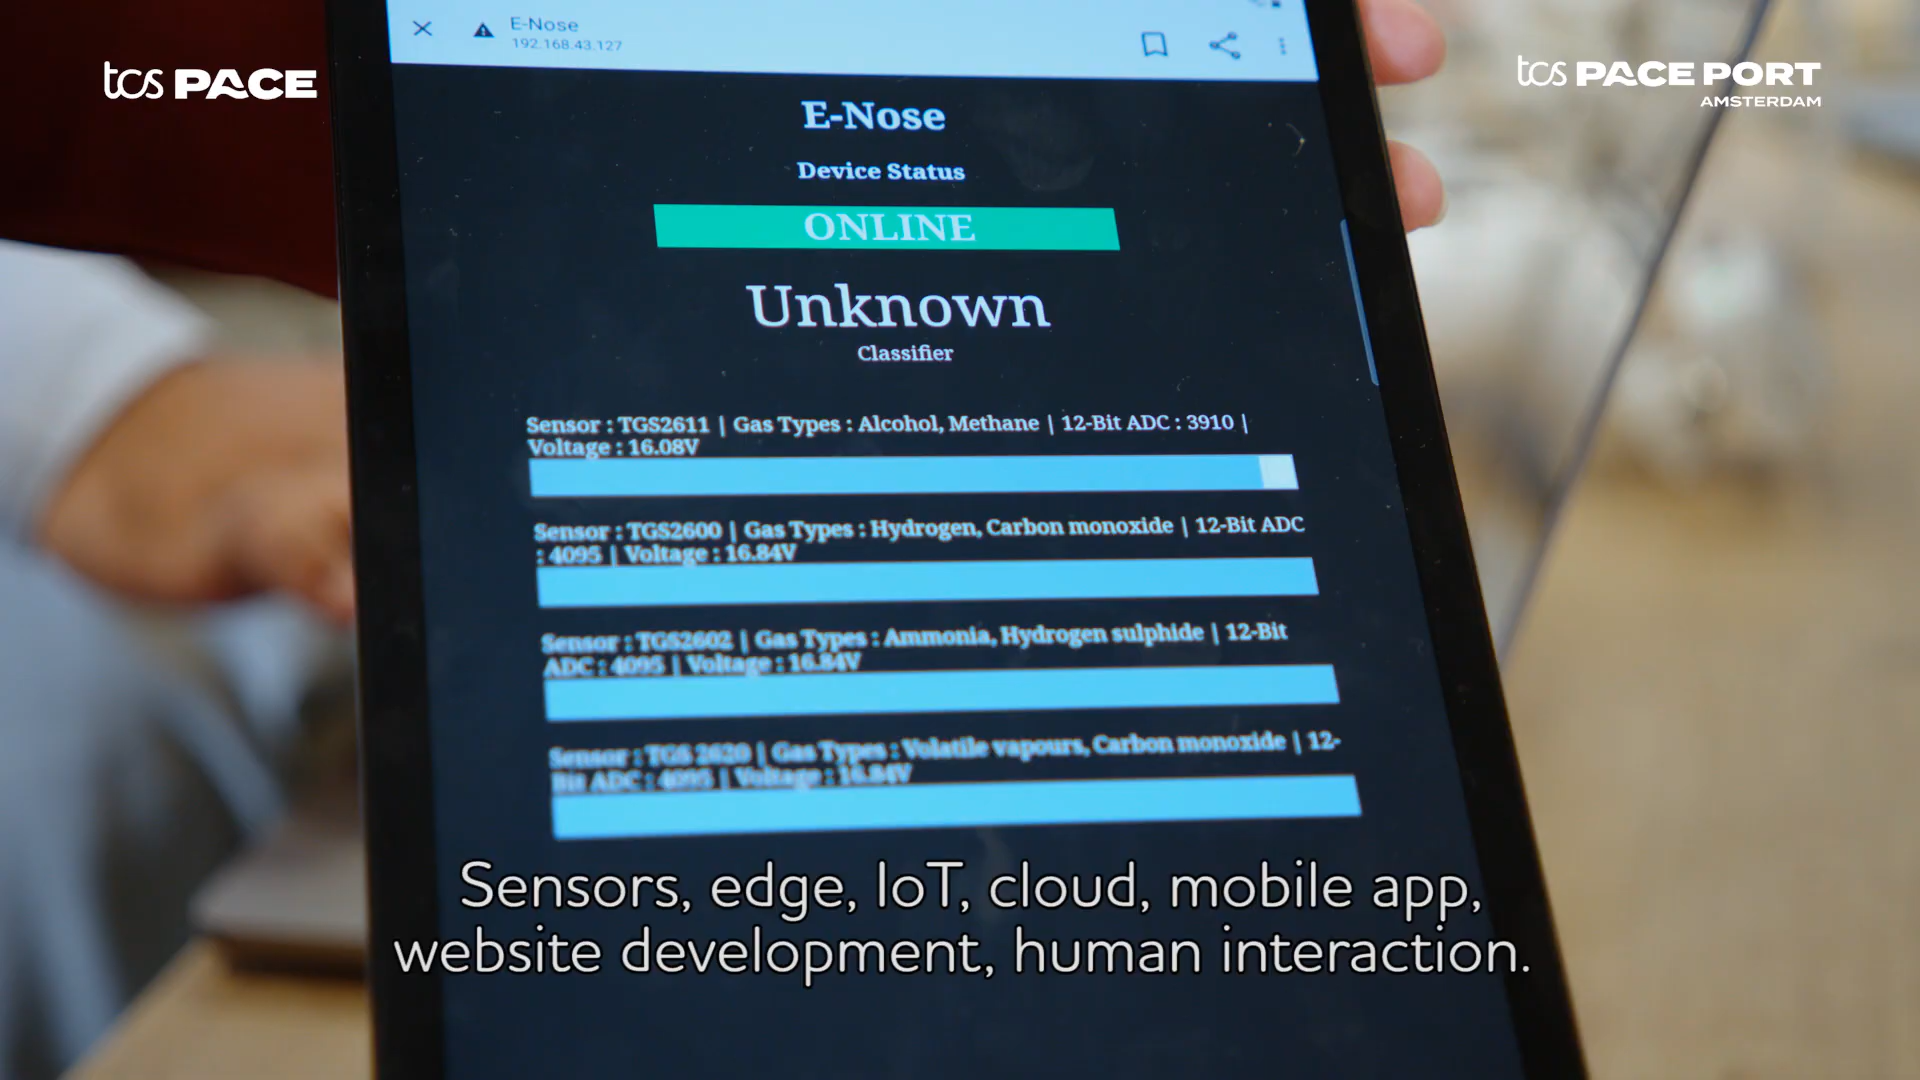 tcs PACE
tcs PACE PORT
AMSTERDAM
E-Nose
192.168.43.127
E-Nose
Device Status
ONLINE
Unknown
Classifier
Sensor : TGS2611 | Gas Types : Alcohol, Methane | 12-Bit ADC : 3910 |
Voltage : 16.08V
Sensor : TGS2600 | Gas Types : Hydrogen, Carbon monoxide | 12-Bit ADC
: 4095 | Voltage : 16.84V
Sensor : TGS2602 | Gas Types : Ammonia, Hydrogen sulphide | 12-Bit
ADC : 4095 | Voltage : 16.84V
Sensor : TGS 2620 | Gas Types : Volatile vapours, Carbon monoxide | 12-
Bit ADC : 4095 | Voltage : 16.84V
Sensors, edge, IoT, cloud, mobile app,
website development, human interaction.